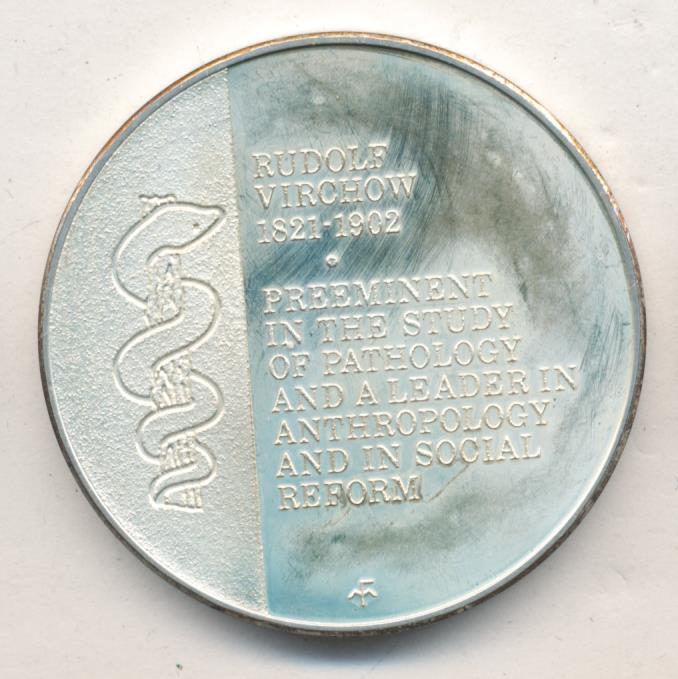 RUDOLF
VIRCHOW
1821-1902
PREEMINENT
IN THE STUDY
OF PATHOLOGY
AND A LEADER IN
ANTHROPOLOGY
AND IN SOCIAL
REFORM